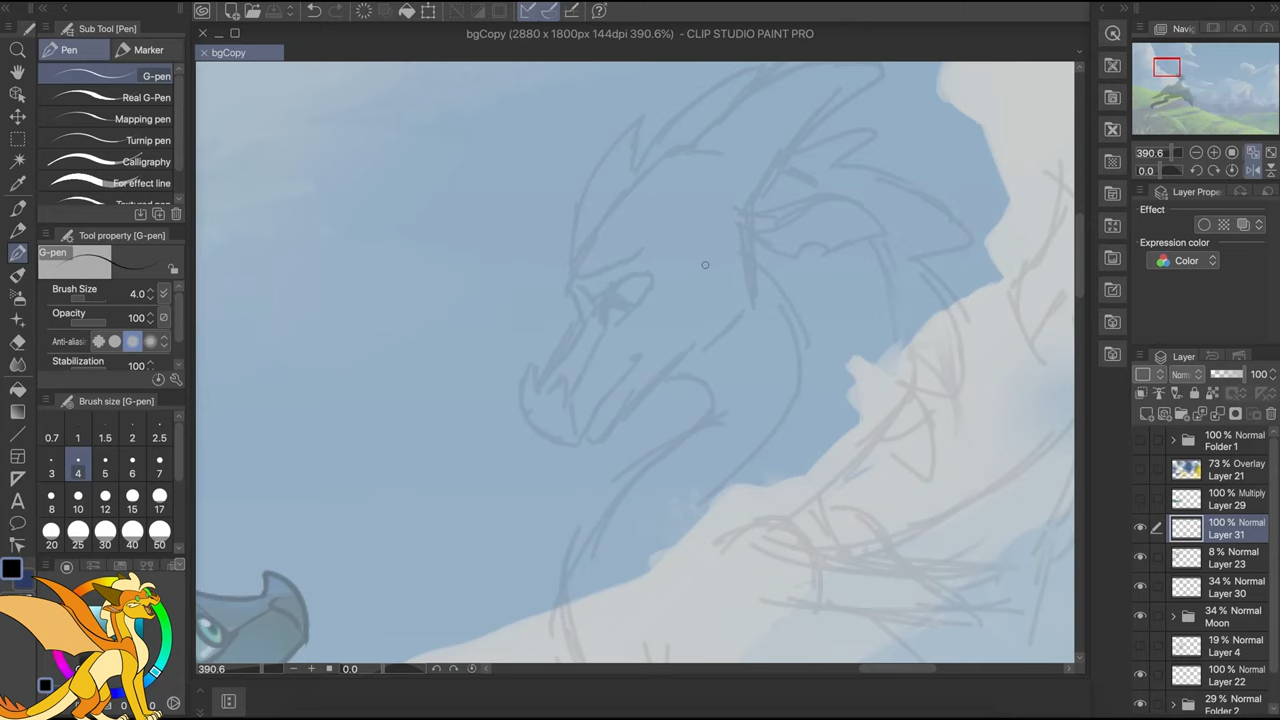 Sub Tool [Pen]
bgCopy (2880 x 1800px 144dpi 390.6%) - CLIP STUDIO PAINT PRO
Pen
Marker
bgCopy
G-pen
Real G-Pen
Mapping pen
Turnip pen
Calligraphy
For effect line
Textured pen
Tool property [G-pen]
G-pen
Brush Size 4.0
Opacity 100
Anti-aliasin
Stabilization 100
Brush size [G-pen]
0.7 1 1.5 2 2.5
3 4 5 6 7
8 10 12 15 17
20 25 30 40 50
390.6 0.0
Navi
390.6
0.0
Layer Prope
Effect
Expression color
Color
Layer
Norm 100
100 % Normal
Folder 1
73 % Overlay
Layer 21
100 % Multiply
Layer 29
100 % Normal
Layer 31
8 % Normal
Layer 23
34 % Normal
Layer 30
34 % Normal
Moon
19 % Normal
Layer 4
100 % Normal
Layer 22
29 % Normal
Folder 2